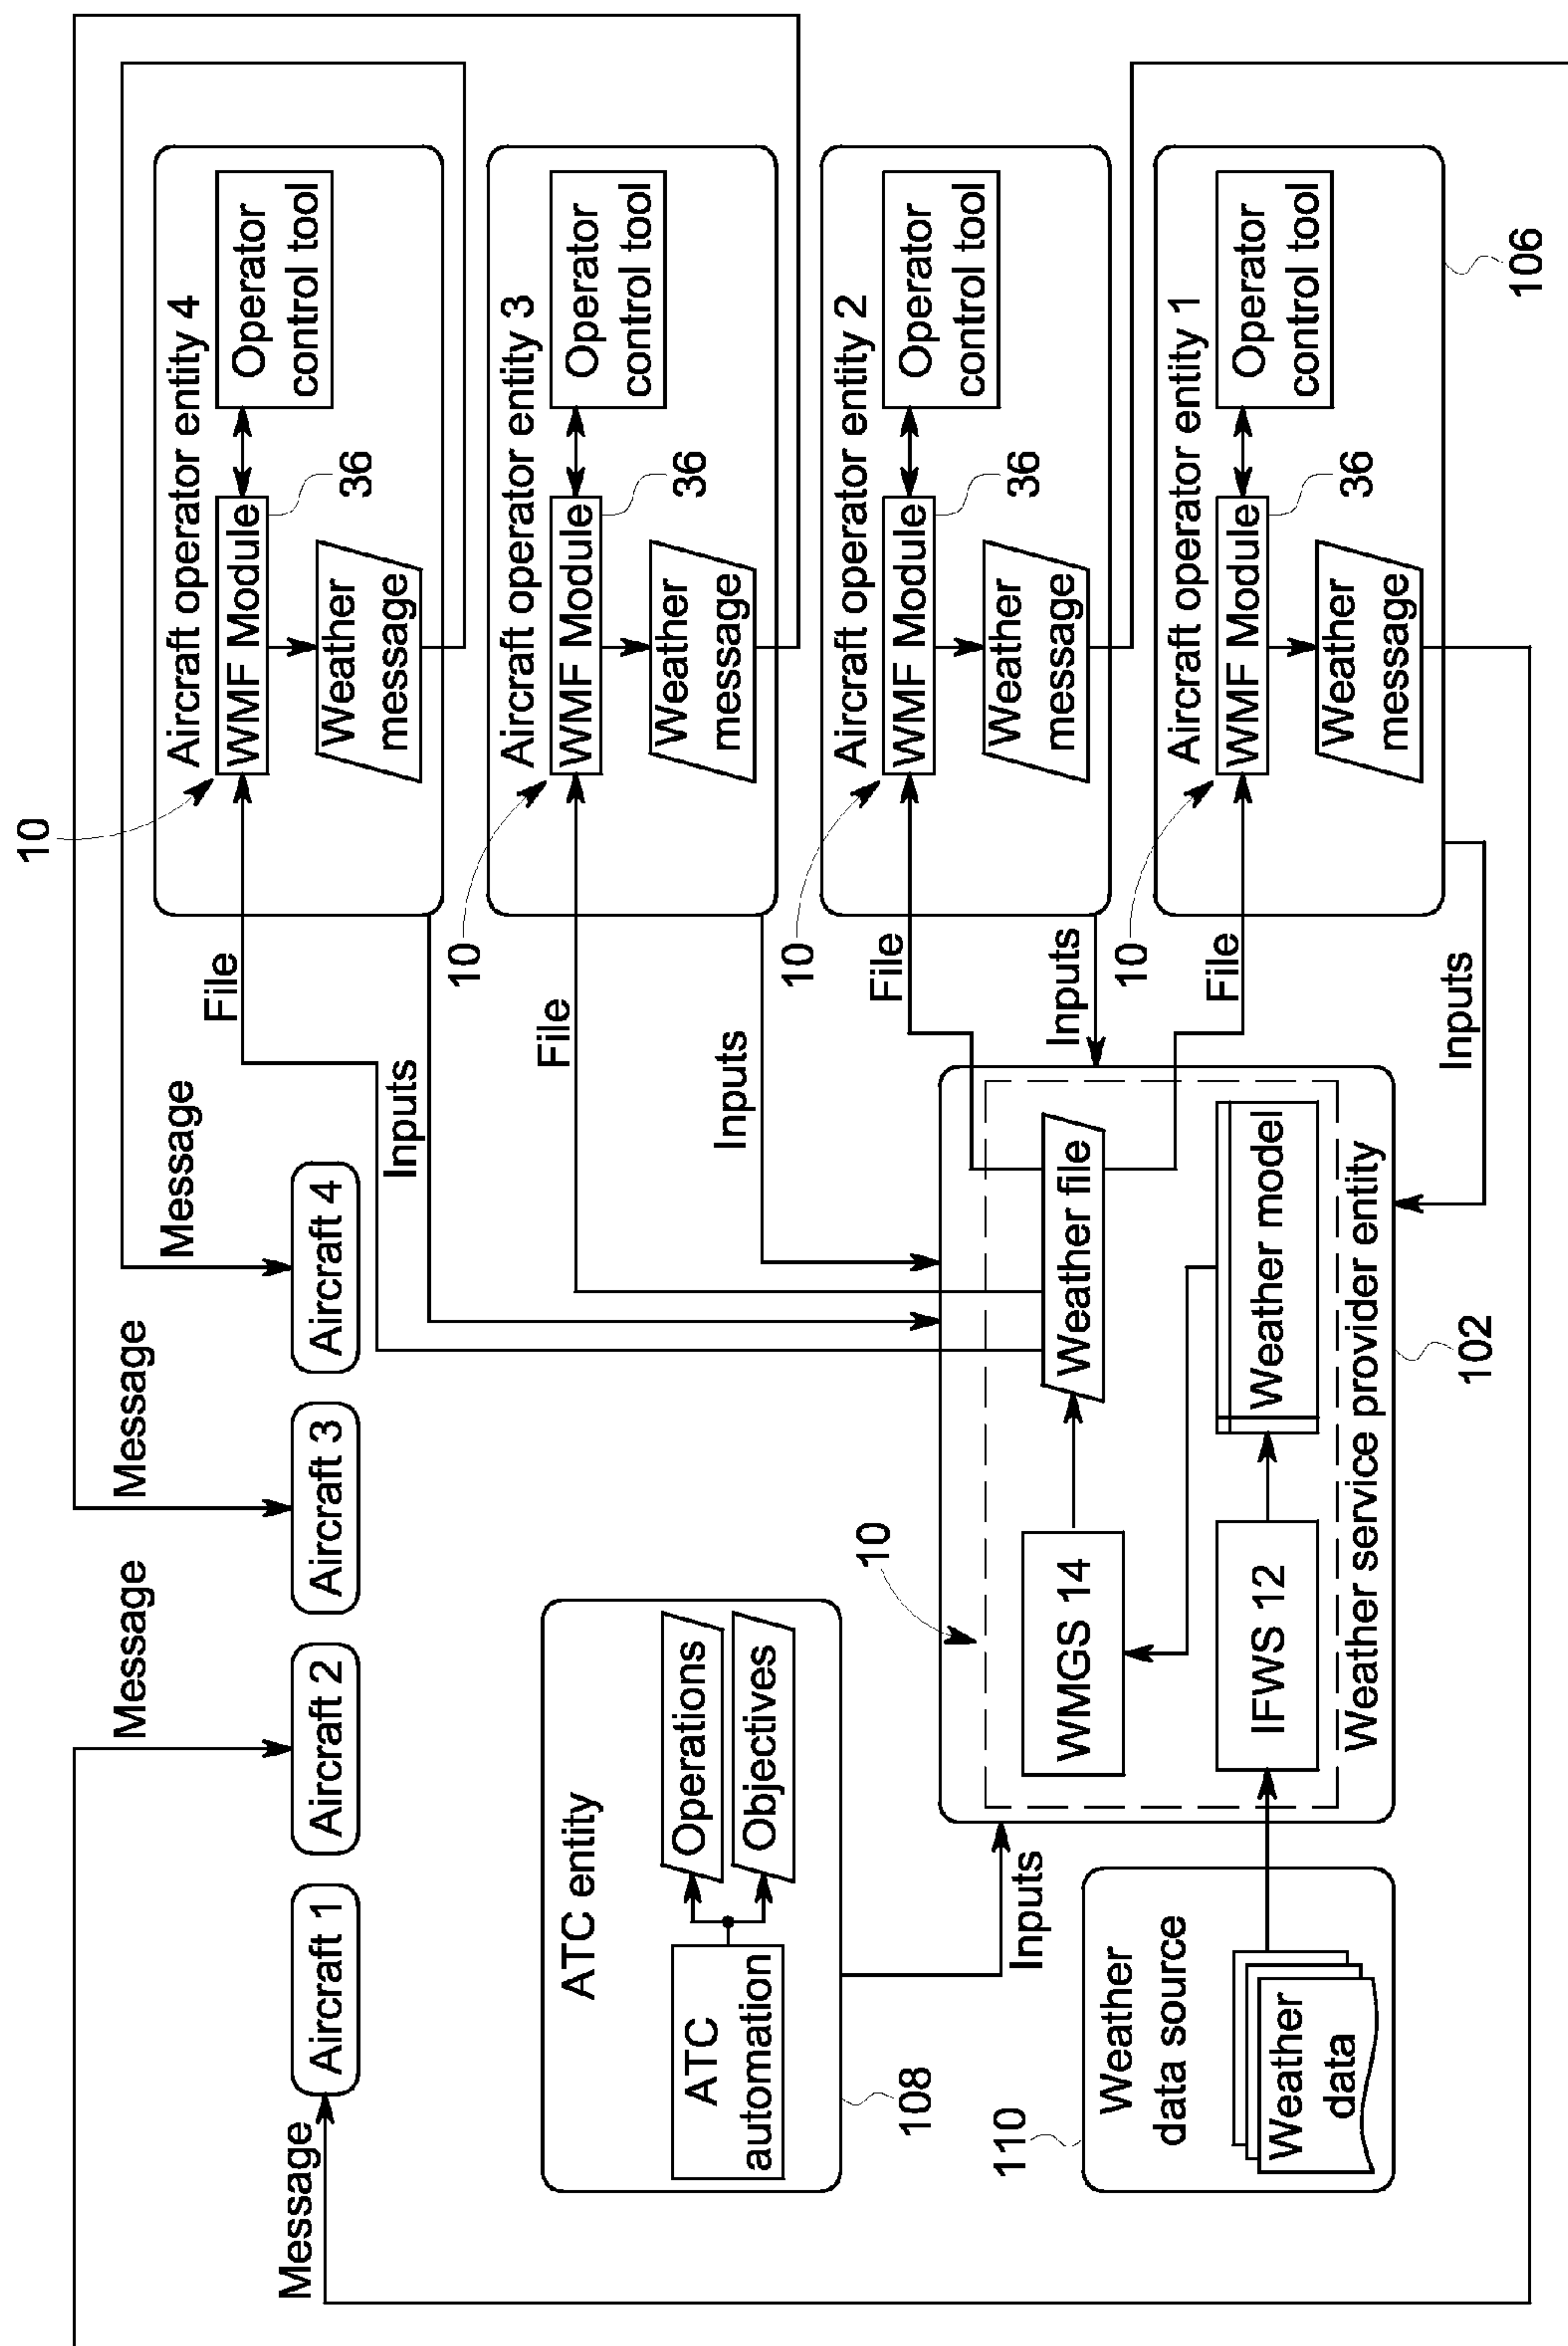 Message
Aircraft 1
Message
Aircraft 2
Message
Aircraft 3
Message
Aircraft 4
ATC entity
ATC
automation
Operations
Objectives
108
Inputs
110
Weather
data source
Weather
data
10
WMGS 14
Weather file
IFWS 12
Weather model
Weather service provider entity
102
Inputs
Inputs
Inputs
Inputs
File
File
File
File
10
Aircraft operator entity 4
WMF Module
36
Operator
control tool
Weather
message
10
Aircraft operator entity 3
WMF Module
36
Operator
control tool
Weather
message
10
Aircraft operator entity 2
WMF Module
36
Operator
control tool
Weather
message
10
Aircraft operator entity 1
WMF Module
36
Operator
control tool
Weather
message
106